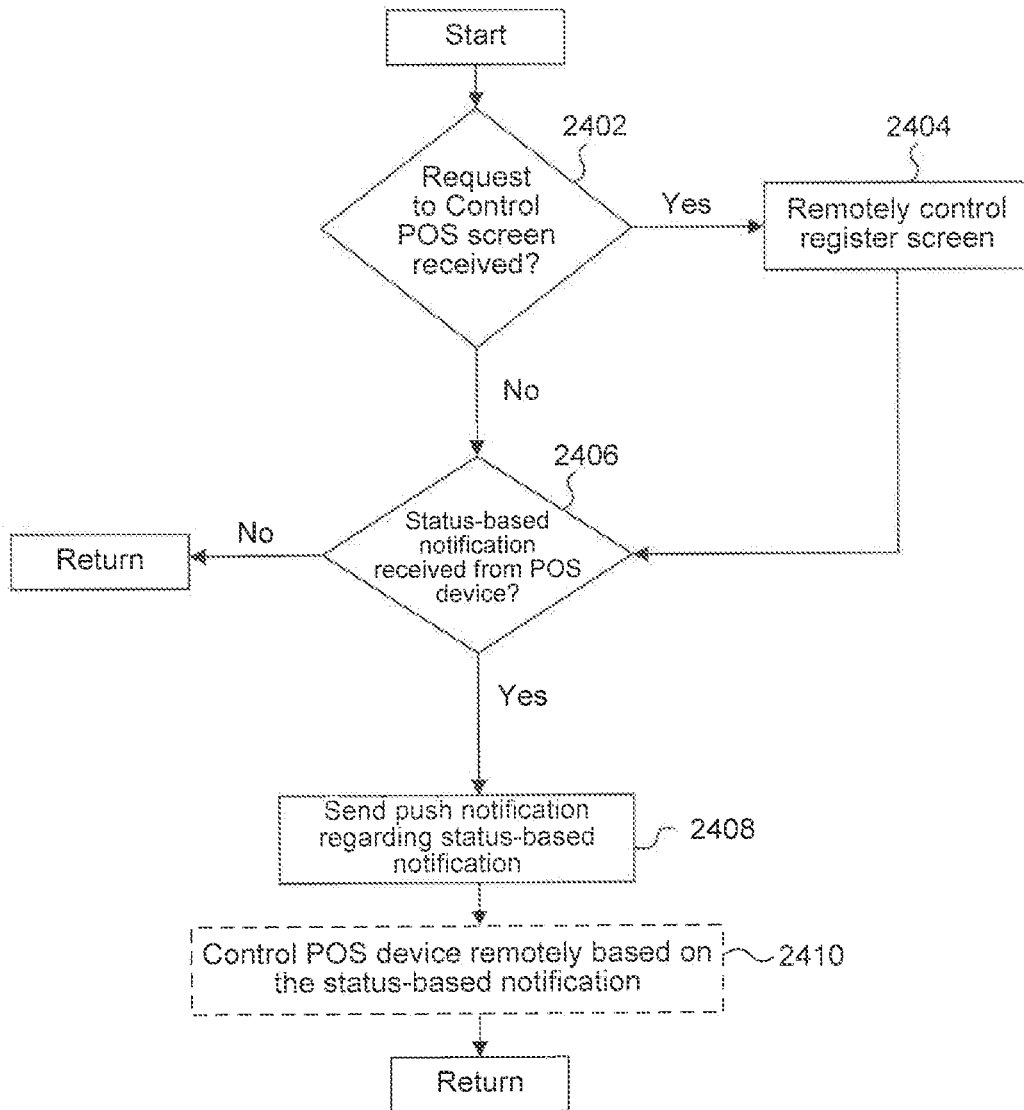 Start
2402
Request
to Control
POS screen
received?
Yes
2404
Remotely control
register screen
No
2406
Status-based
notification
received from POS
device?
No
Return
Yes
Send push notification
regarding status-based
notification
2408
Control POS device remotely based on
the status-based notification
2410
Return